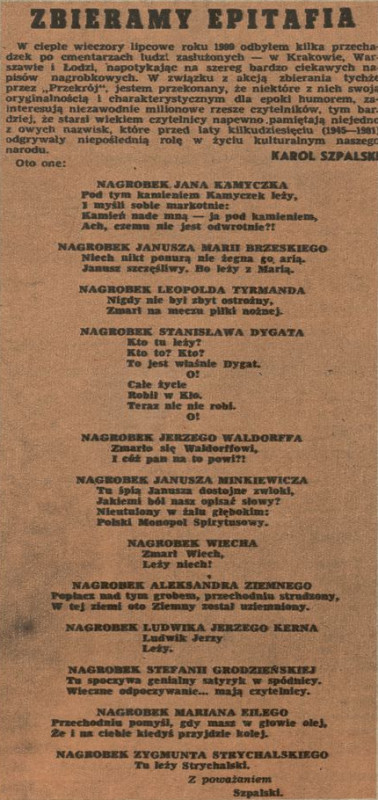 ZBIERAMY EPITAFIA
W ciepłe wieczory lipcowe roku 1999 odbyłem kilka przecha-
dzek po cmentarzach ludzi zasłużonych — w Krakowie, War-
szawie i Łodzi, napotykając na szereg bardzo ciekawych na-
pisów nagrobkowych. W związku z akcją zbierania tychże
przez „Przekrój", jestem przekonany, że niektóre z nich swoją
oryginalnością i charakterystycznym dla epoki humorem, za-
interesują niezawodnie milionowe rzesze czytelników, tym bar-
dziej, że starsi wiekiem czytelnicy napewno pamiętają niejedno
z owych nazwisk, które przed laty kilkudziesięciu (1945—1981)
odgrywały niepoślednią rolę w życiu kulturalnym naszego
narodu.
KAROL SZPALSKI
Oto one:
NAGROBEK JANA KAMYCZKA
Pod tym kamieniem Kamyczek leży,
I myśli sobie markotnie:
Kamień nade mną — ja pod kamieniem,
Ach, czemu nie jest odwrotnie?!
NAGROBEK JANUSZA MARII BRZESKIEGO
Niech nikt ponurą nie żegna go arią.
Janusz szczęśliwy. Bo leży z Marią.
NAGROBEK LEOPOLDA TYRMANDA
Nigdy nie był zbyt ostrożny,
Zmarł na meczu piłki nożnej.
NAGROBEK STANISŁAWA DYGATA
Kto tu leży?
Kto to? Kto?
To jest właśnie Dygat.
O!
Całe życie
Robił w Kło.
Teraz nic nie robi.
O!
NAGROBEK JERZEGO WALDORFFA
Zmarło się Waldorffowi,
I cóż pan na to powi?!
NAGROBEK JANUSZA MINKIEWICZA
Tu śpią Janusza dostojne zwłoki,
Jakiemi ból nasz opisać słowy?
Nieutulony w żalu głębokim:
Polski Monopol Spirytusowy.
NAGROBEK WIECHA
Zmarł Wiech,
Leży niech!
NAGROBEK ALEKSANDRA ZIEMNEGO
Popłacz nad tym grobem, przechodniu strudzony,
W tej ziemi oto Ziemny został uziemniony.
NAGROBEK LUDWIKA JERZEGO KERNA
Ludwik Jerzy
Leży.
NAGROBEK STEFANII GRODZIEŃSKIEJ
Tu spoczywa genialny satyryk w spódnicy.
Wieczne odpoczywanie... mają czytelnicy.
NAGROBEK MARIANA EILEGO
Przechodniu pomyśl, gdy masz w głowie olej,
Że i na ciebie kiedyś przyjdzie kolej.
NAGROBEK ZYGMUNTA STRYCHALSKIEGO
Tu leży Strychalski.
Z poważaniem
Szpalski.